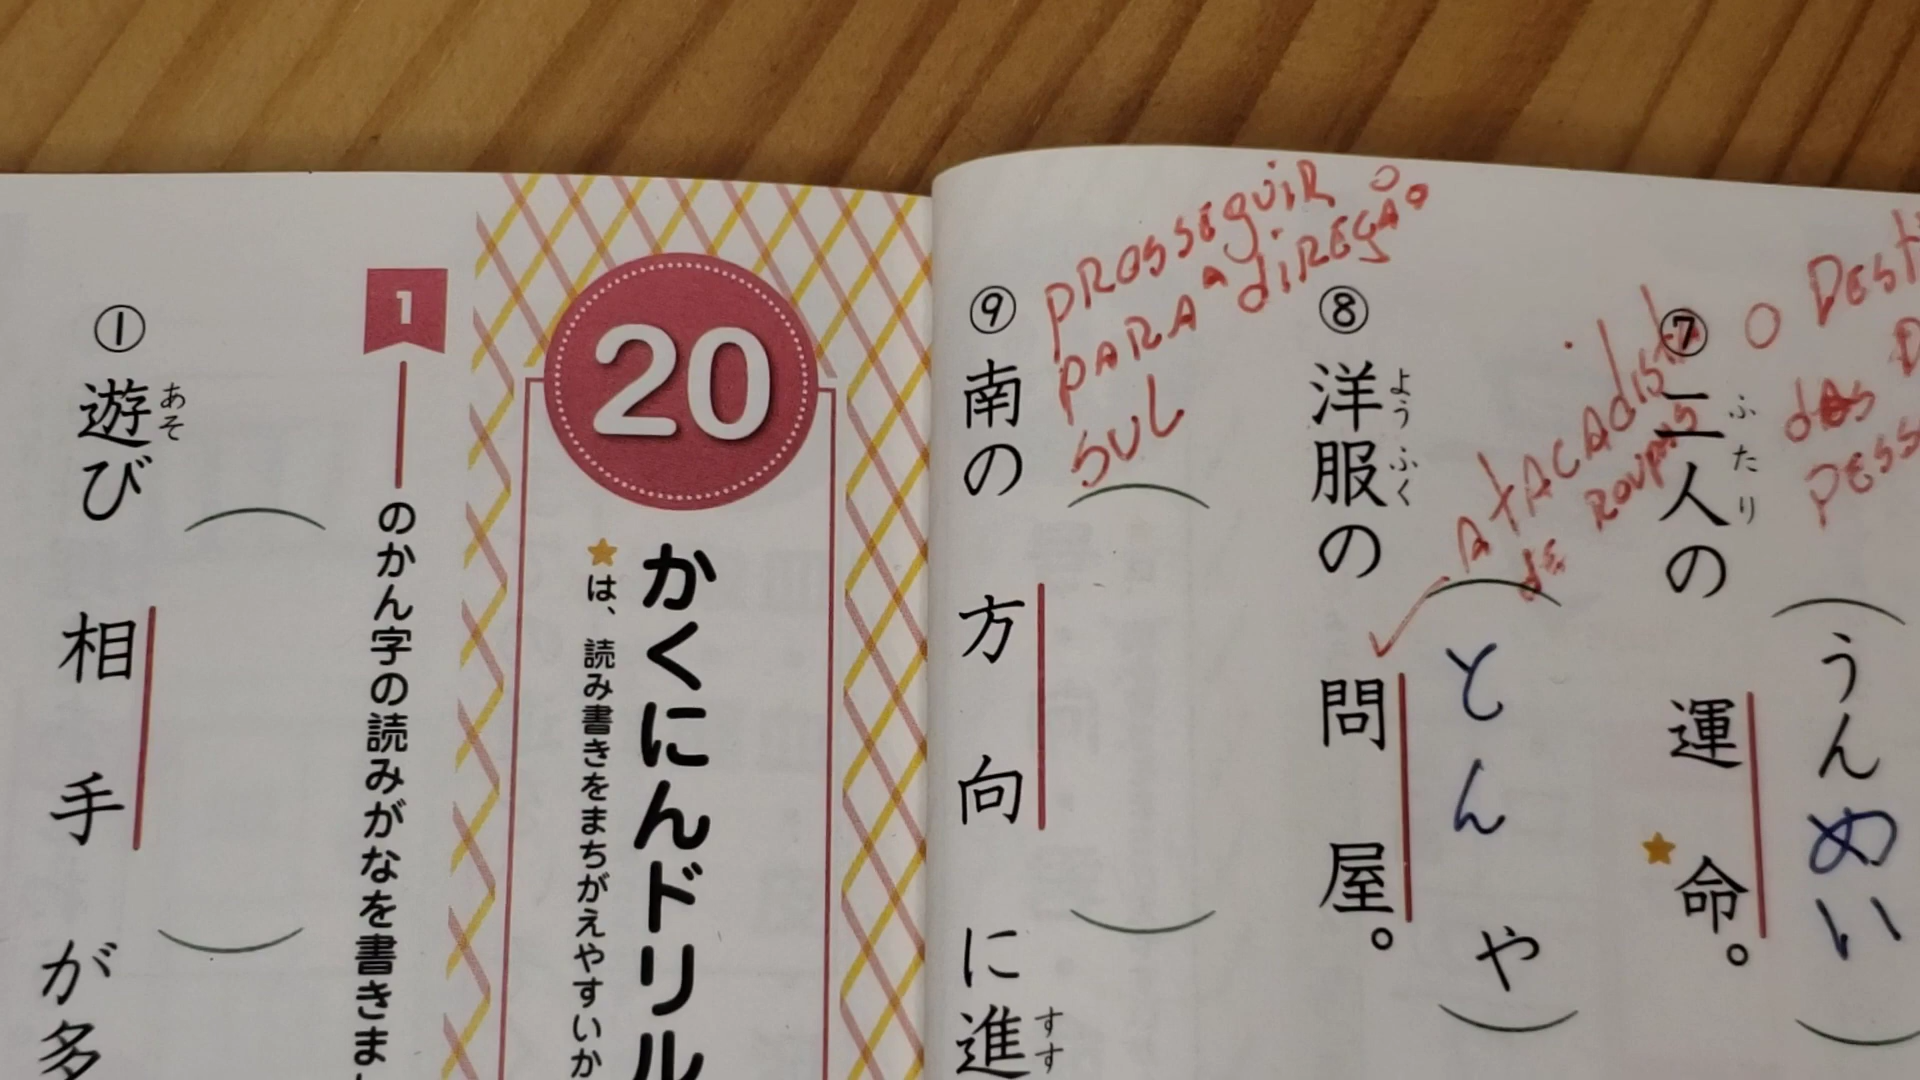 ⑦二人の運命。
ふたり
うんめい
⑧洋服の問屋。
ようふく
とんや
ATACADISTA
DE ROUPAS
⑨南の方向に進
すす
PROSSEGUIR
PARA A DIREÇÃO
SUL
20
かくにんドリル
★は、読み書きをまちがえやすいか
1
のかん字の読みがなを書きま
①遊び相手が多
あそ